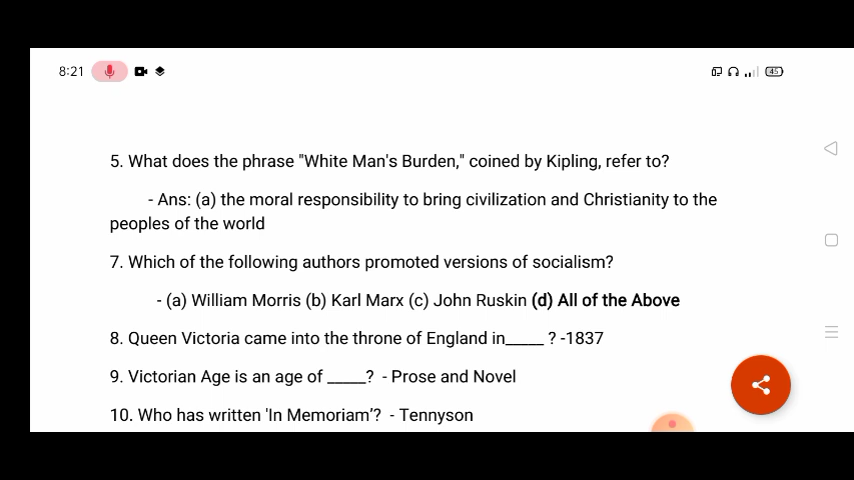 8:21
45
5. What does the phrase "White Man's Burden," coined by Kipling, refer to?
- Ans: (a) the moral responsibility to bring civilization and Christianity to the
peoples of the world
7. Which of the following authors promoted versions of socialism?
- (a) William Morris (b) Karl Marx (c) John Ruskin (d) All of the Above
8. Queen Victoria came into the throne of England in_____ ? -1837
9. Victorian Age is an age of _____? - Prose and Novel
10. Who has written 'In Memoriam'? - Tennyson